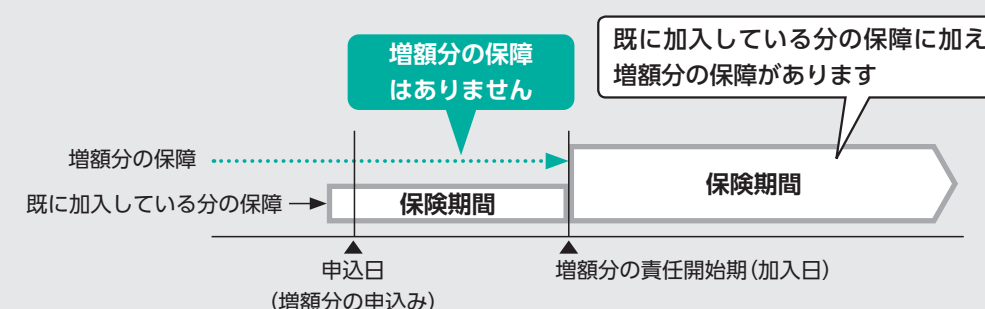 増額分の保障
はありません
既に加入している分の保障に加え
増額分の保障があります
増額分の保障
既に加入している分の保障
保険期間
保険期間
申込日
(増額分の申込み)
増額分の責任開始期(加入日)